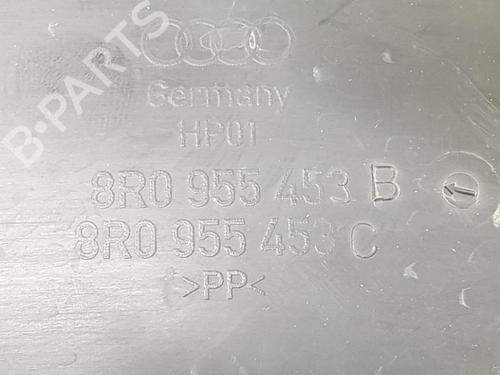 B-PARTS
Germany
HP01
8R0 955 453 B
8R0 955 453 C
>PP<